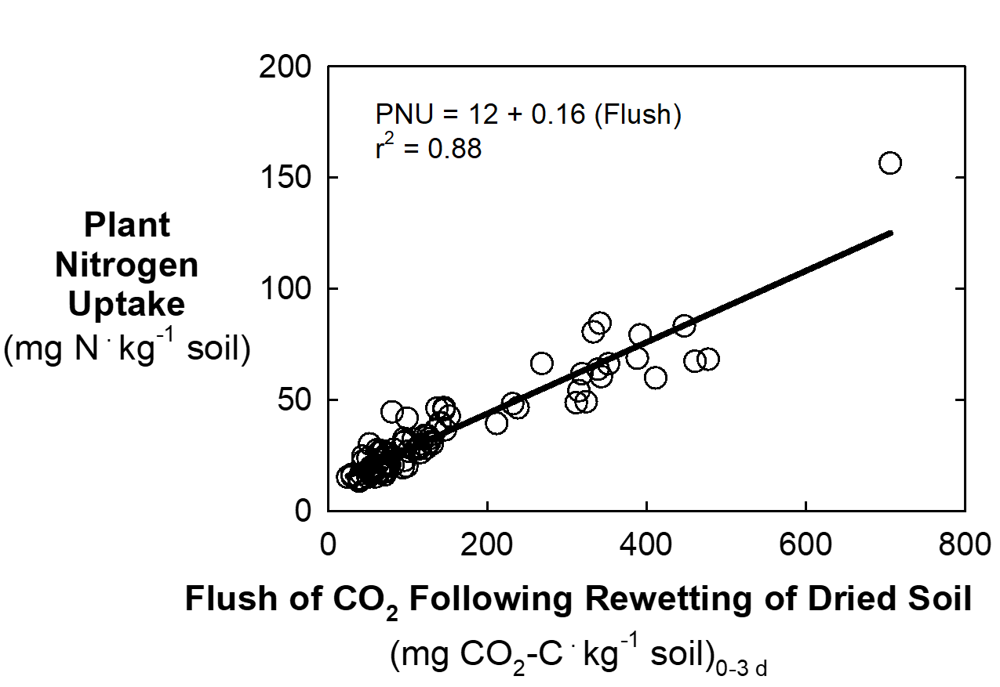 200
PNU = 12 + 0.16 (Flush)
r² = 0.88
150
Plant
Nitrogen
Uptake
(mg N · kg⁻¹ soil)
100
50
0
0 200 400 600 800
Flush of CO₂ Following Rewetting of Dried Soil
(mg CO₂-C · kg⁻¹ soil)₀₋₃ d